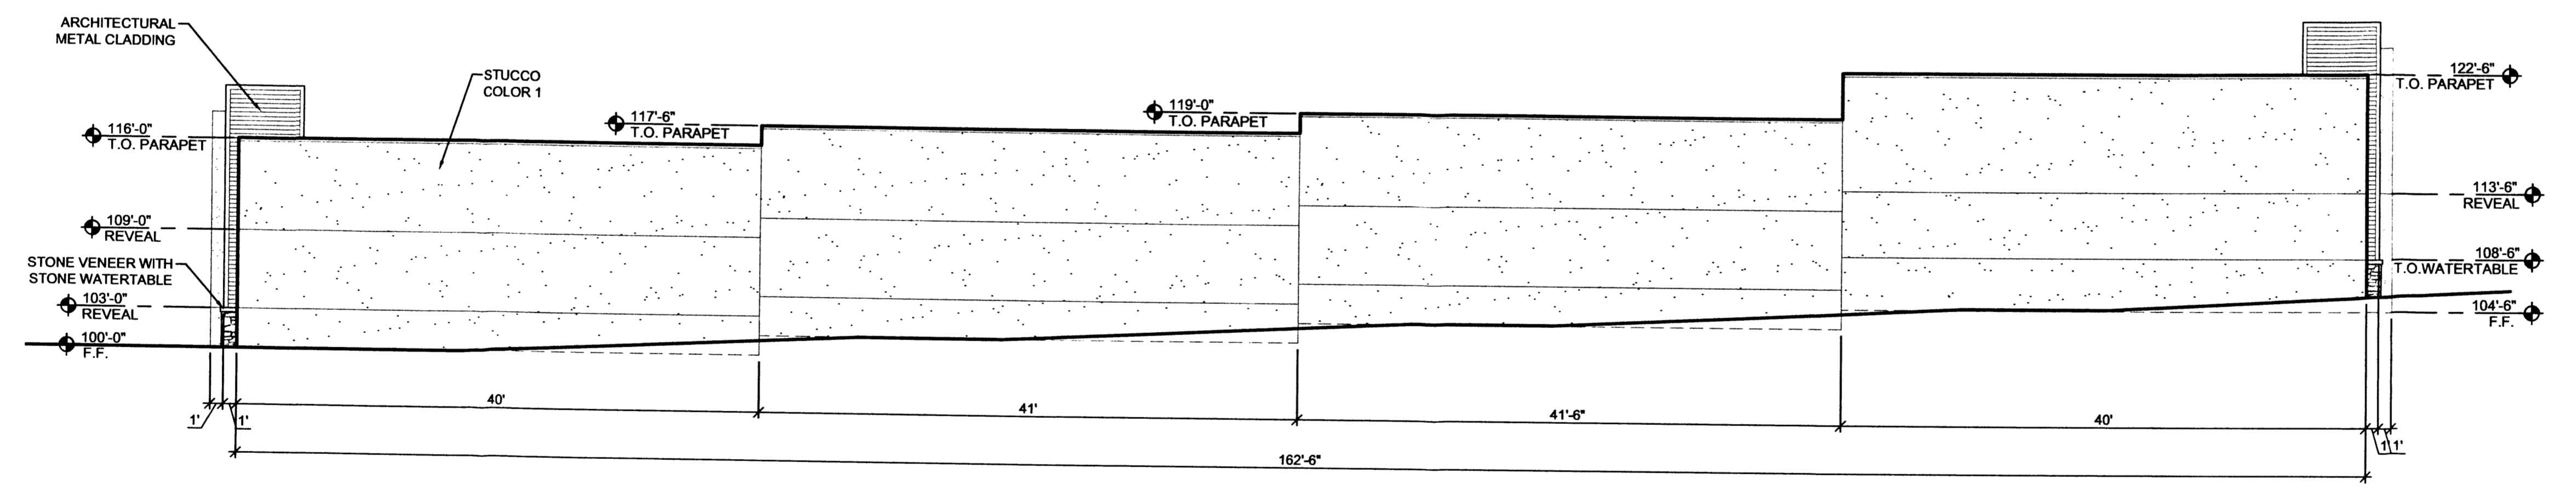 ARCHITECTURAL
METAL CLADDING
STUCCO
COLOR 1
116'-0"
T.O. PARAPET
117'-6"
T.O. PARAPET
119'-0"
T.O. PARAPET
122'-6"
T.O. PARAPET
109'-0"
REVEAL
113'-6"
REVEAL
STONE VENEER WITH
STONE WATERTABLE
108'-6"
T.O.WATERTABLE
103'-0"
REVEAL
104'-6"
F.F.
100'-0"
F.F.
1'
1'
40'
41'
41'-6"
40'
1'
1'
162'-6"